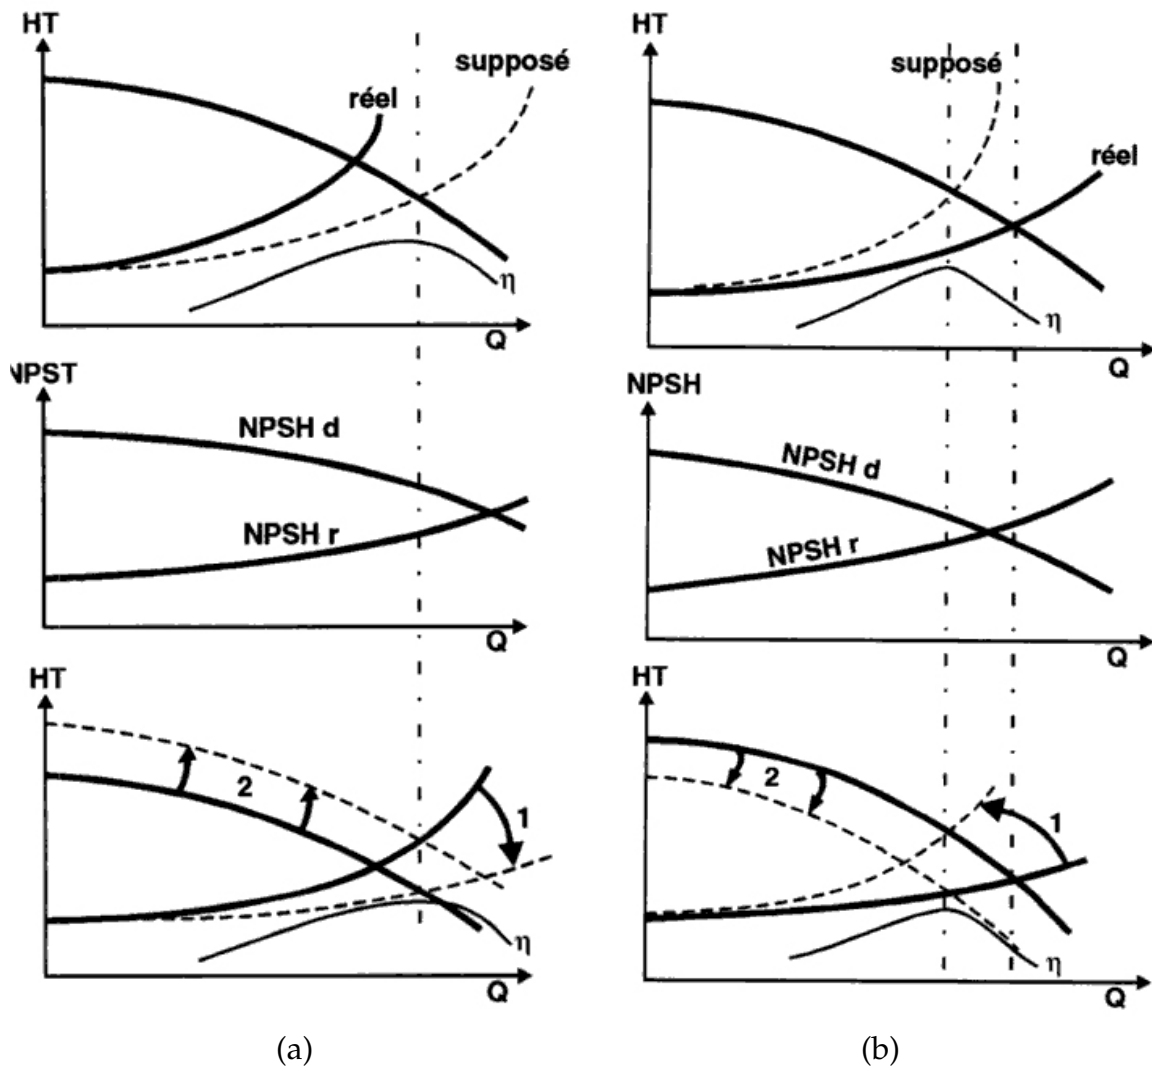 HT
supposé
réel
η
Q
NPST
NPSH d
NPSH r
Q
HT
2
1
η
Q
(a)
HT
supposé
réel
η
Q
NPSH
NPSH d
NPSH r
Q
HT
2
1
η
Q
(b)